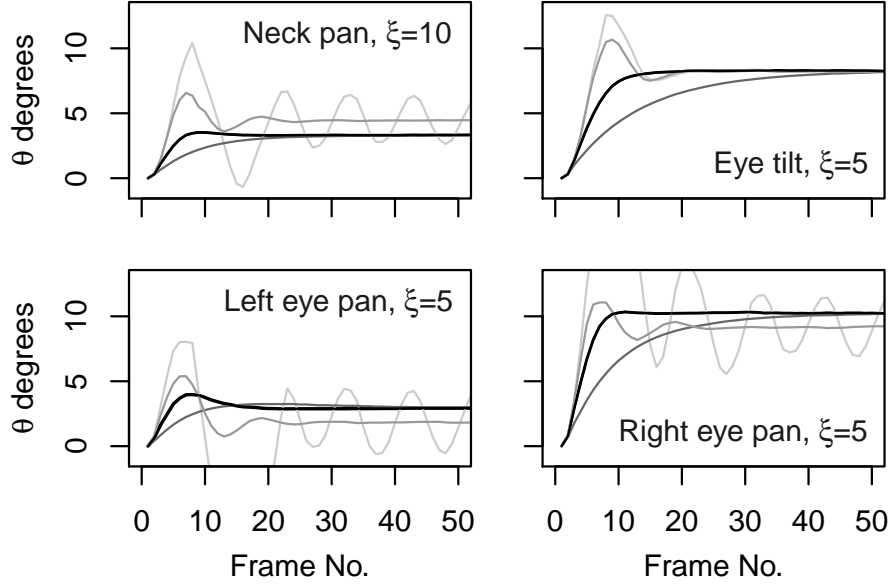 Neck pan, ξ=10
θ degrees
0 5 10
Eye tilt, ξ=5
Left eye pan, ξ=5
θ degrees
0 5 10
0 10 20 30 40 50
Frame No.
Right eye pan, ξ=5
0 10 20 30 40 50
Frame No.